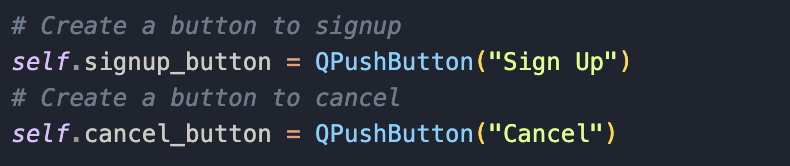 # Create a button to signup
self.signup_button = QPushButton("Sign Up")
# Create a button to cancel
self.cancel_button = QPushButton("Cancel")